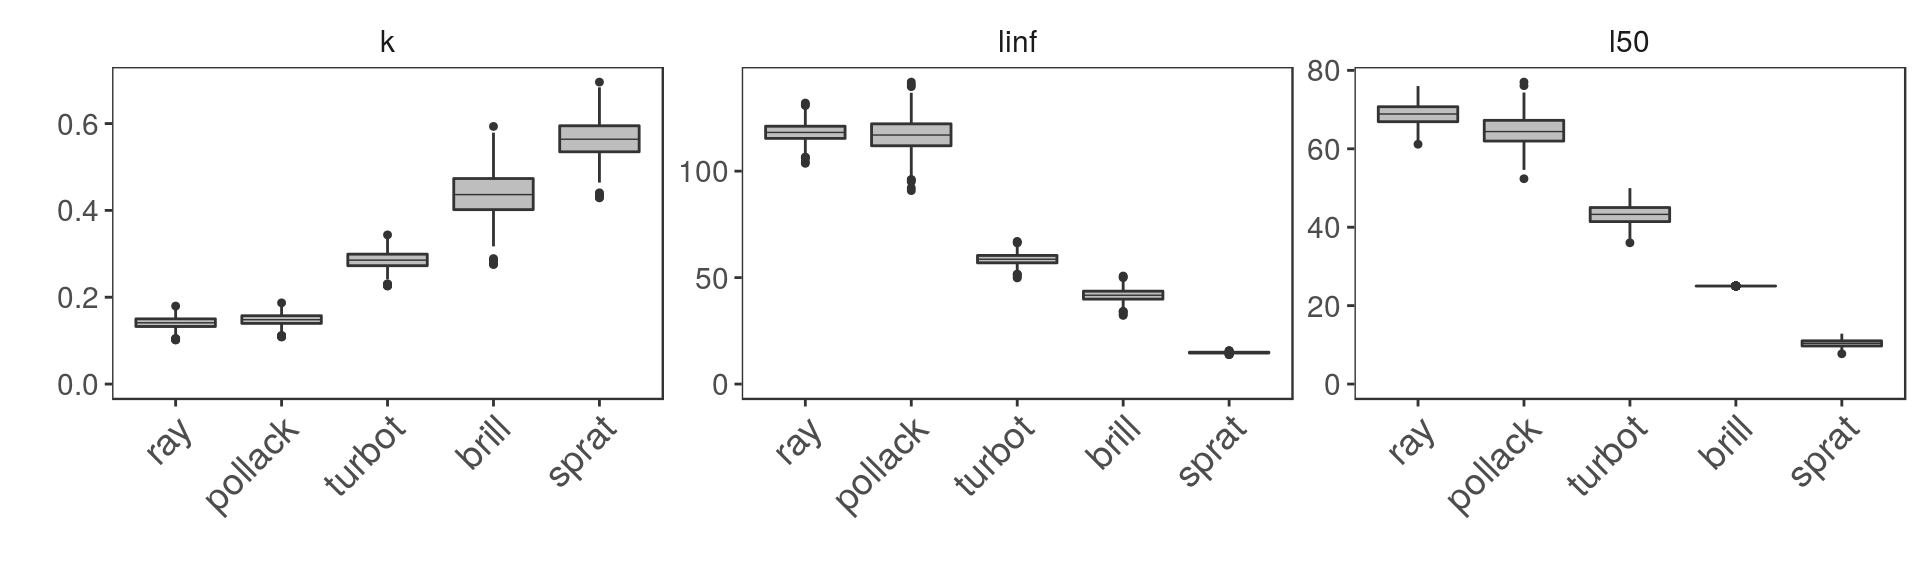 k
linf
l50
0.6
0.4
0.2
0.0
ray
pollack
turbot
brill
sprat
100
50
0
ray
pollack
turbot
brill
sprat
80
60
40
20
0
ray
pollack
turbot
brill
sprat